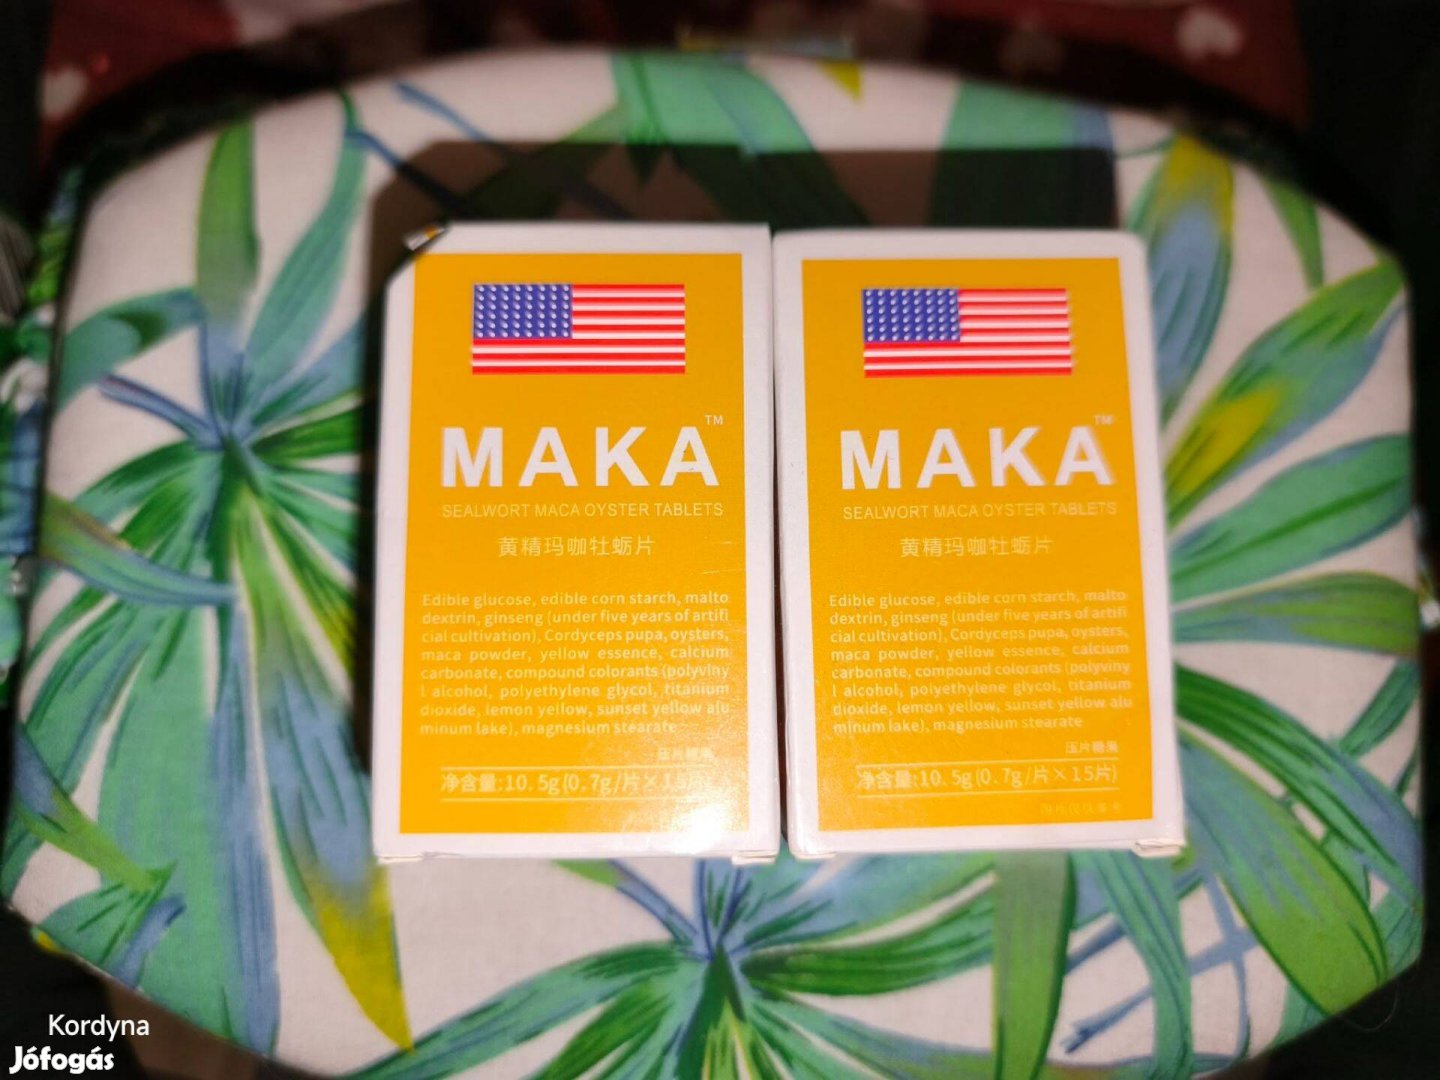 MAKA™
SEALWORT MACA OYSTER TABLETS
黄精玛咖牡蛎片
Edible glucose, edible corn starch, malto
dextrin, ginseng (under five years of artifi
cial cultivation), Cordyceps pupa, oysters,
maca powder, yellow essence, calcium
carbonate, compound colorants (polyviny
l alcohol, polyethylene glycol, titanium
dioxide, lemon yellow, sunset yellow alu
minum lake), magnesium stearate
压片糖果
净含量:10.5g(0.7g/片×15片)
MAKA™
SEALWORT MACA OYSTER TABLETS
黄精玛咖牡蛎片
Edible glucose, edible corn starch, malto
dextrin, ginseng (under five years of artifi
cial cultivation), Cordyceps pupa, oysters,
maca powder, yellow essence, calcium
carbonate, compound colorants (polyviny
l alcohol, polyethylene glycol, titanium
dioxide, lemon yellow, sunset yellow alu
minum lake), magnesium stearate
压片糖果
净含量:10.5g(0.7g/片×15片)
Kordyna
Jófogás